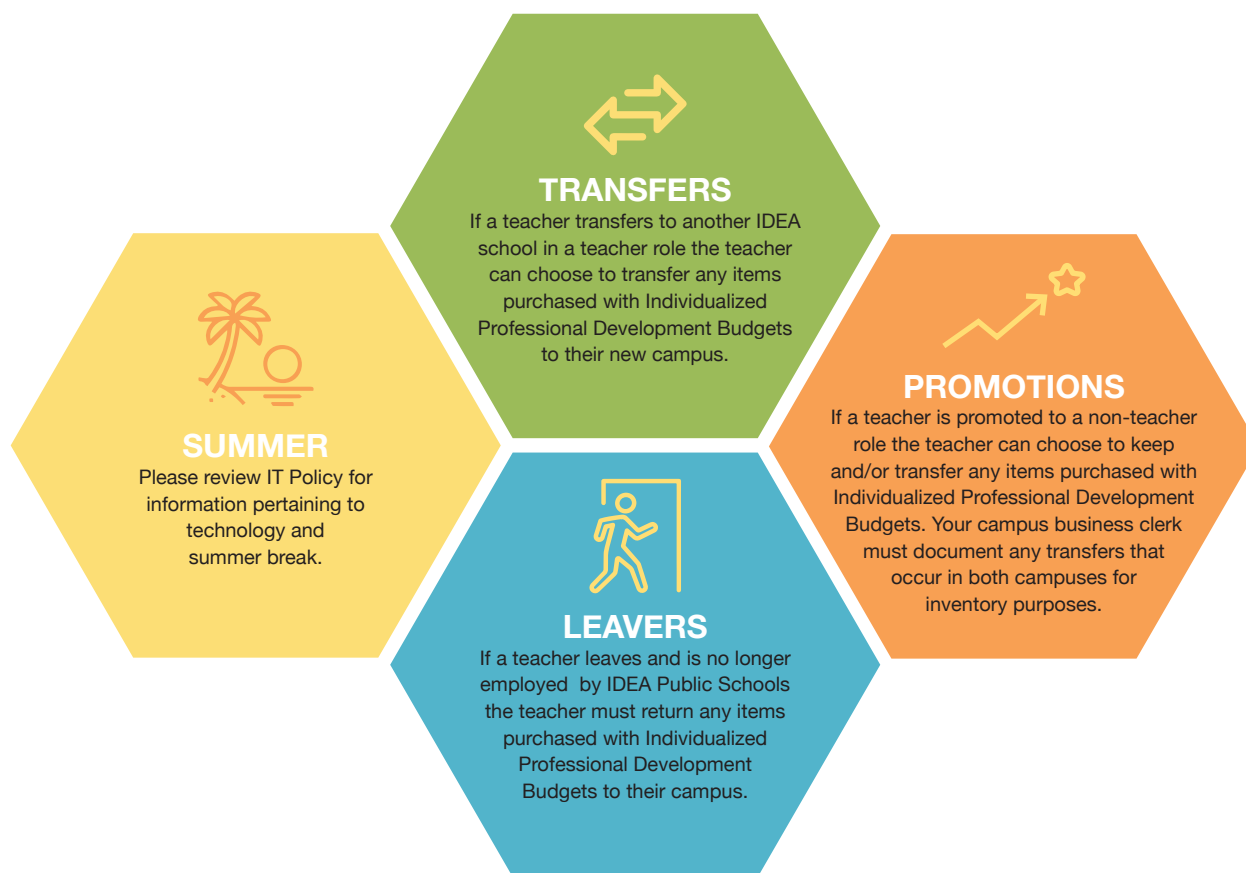 TRANSFERS
If a teacher transfers to another IDEA
school in a teacher role the teacher
can choose to transfer any items
purchased with Individualized
Professional Development Budgets
to their new campus.
SUMMER
Please review IT Policy for
information pertaining to
technology and
summer break.
PROMOTIONS
If a teacher is promoted to a non-teacher
role the teacher can choose to keep
and/or transfer any items purchased with
Individualized Professional Development
Budgets. Your campus business clerk
must document any transfers that
occur in both campuses for
inventory purposes.
LEAVERS
If a teacher leaves and is no longer
employed  by IDEA Public Schools
the teacher must return any items
purchased with Individualized
Professional Development
Budgets to their campus.